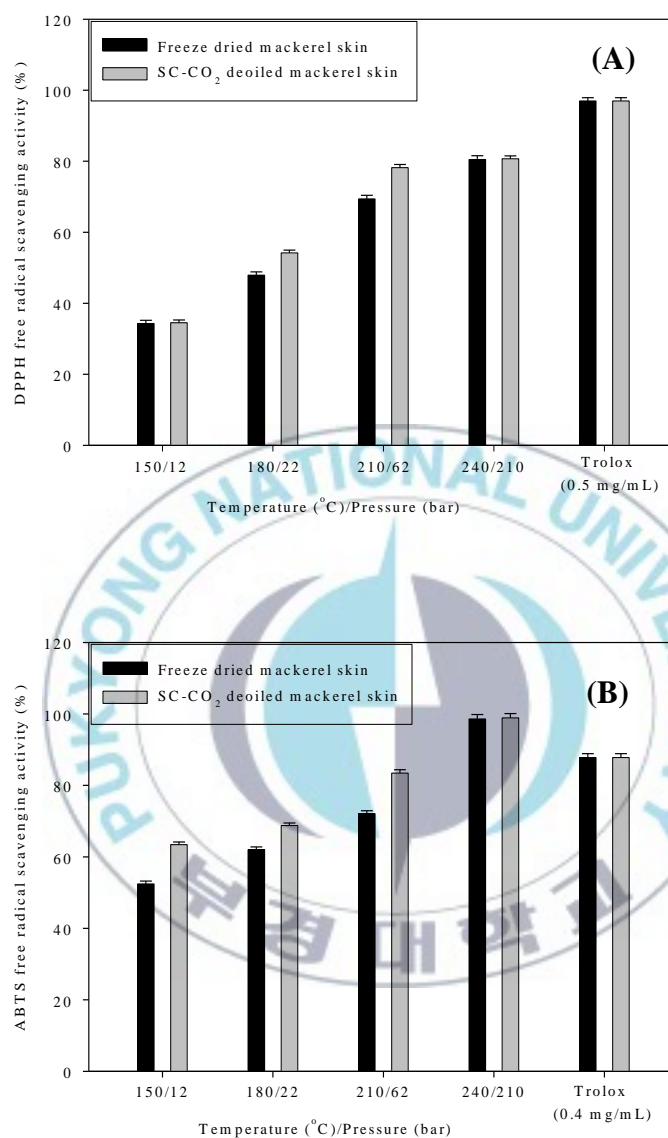 120
100
80
60
40
20
0
DPPH free radical scavenging activity (%)
Freeze dried mackerel skin
SC-CO2 deoiled mackerel skin
(A)
150/12 180/22 210/62 240/210 Trolox
(0.5 mg/mL)
Temperature (°C)/Pressure (bar)
PUKYONG NATIONAL UNIVERSITY
120
100
80
60
40
20
0
ABTS free radical scavenging activity (%)
Freeze dried mackerel skin
SC-CO2 deoiled mackerel skin
(B)
부경대학교
150/12 180/22 210/62 240/210 Trolox
(0.4 mg/mL)
Temperature (°C)/Pressure (bar)